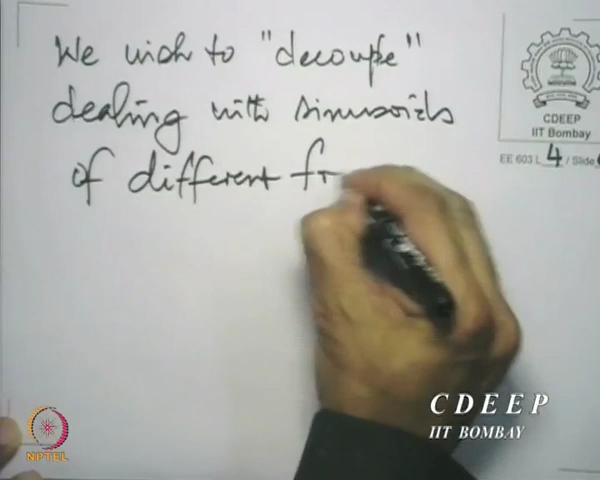 We wish to "decouple"
dealing with sinusoids
of different fr
CDEEP
IIT Bombay
EE 603 L 4 / Slide
NPTEL
CDEEP
IIT BOMBAY